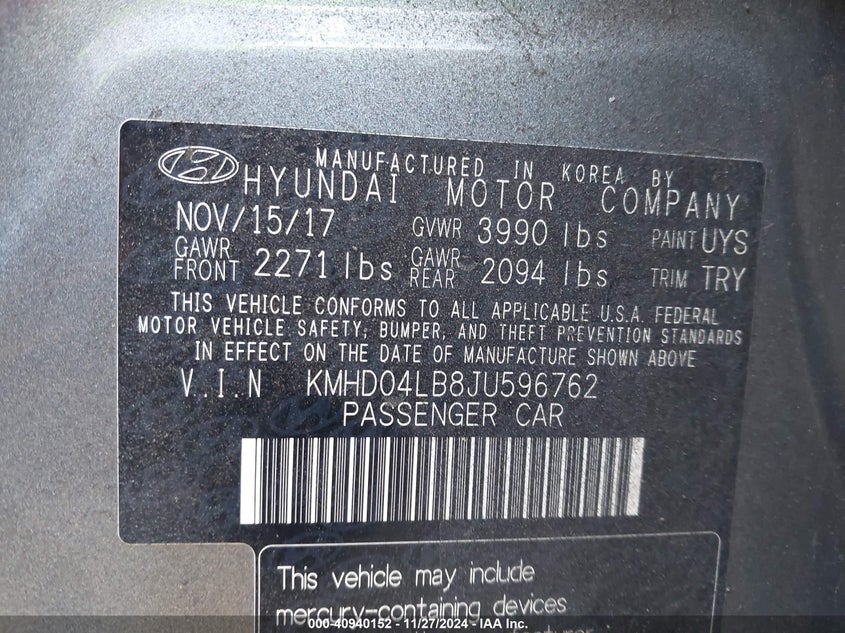 MANUFACTURED IN KOREA BY
HYUNDAI MOTOR COMPANY
NOV/15/17 GVWR 3990 lbs PAINT UYS
GAWR FRONT 2271 lbs GAWR REAR 2094 lbs TRIM TRY
THIS VEHICLE CONFORMS TO ALL APPLICABLE U.S.A. FEDERAL
MOTOR VEHICLE SAFETY, BUMPER, AND THEFT PREVENTION STANDARDS
IN EFFECT ON THE DATE OF MANUFACTURE SHOWN ABOVE
V.I.N KMHD04LB8JU596762
PASSENGER CAR
This vehicle may include
mercury-containing devices
000-40940152 - 11/27/2024 - IAA Inc.